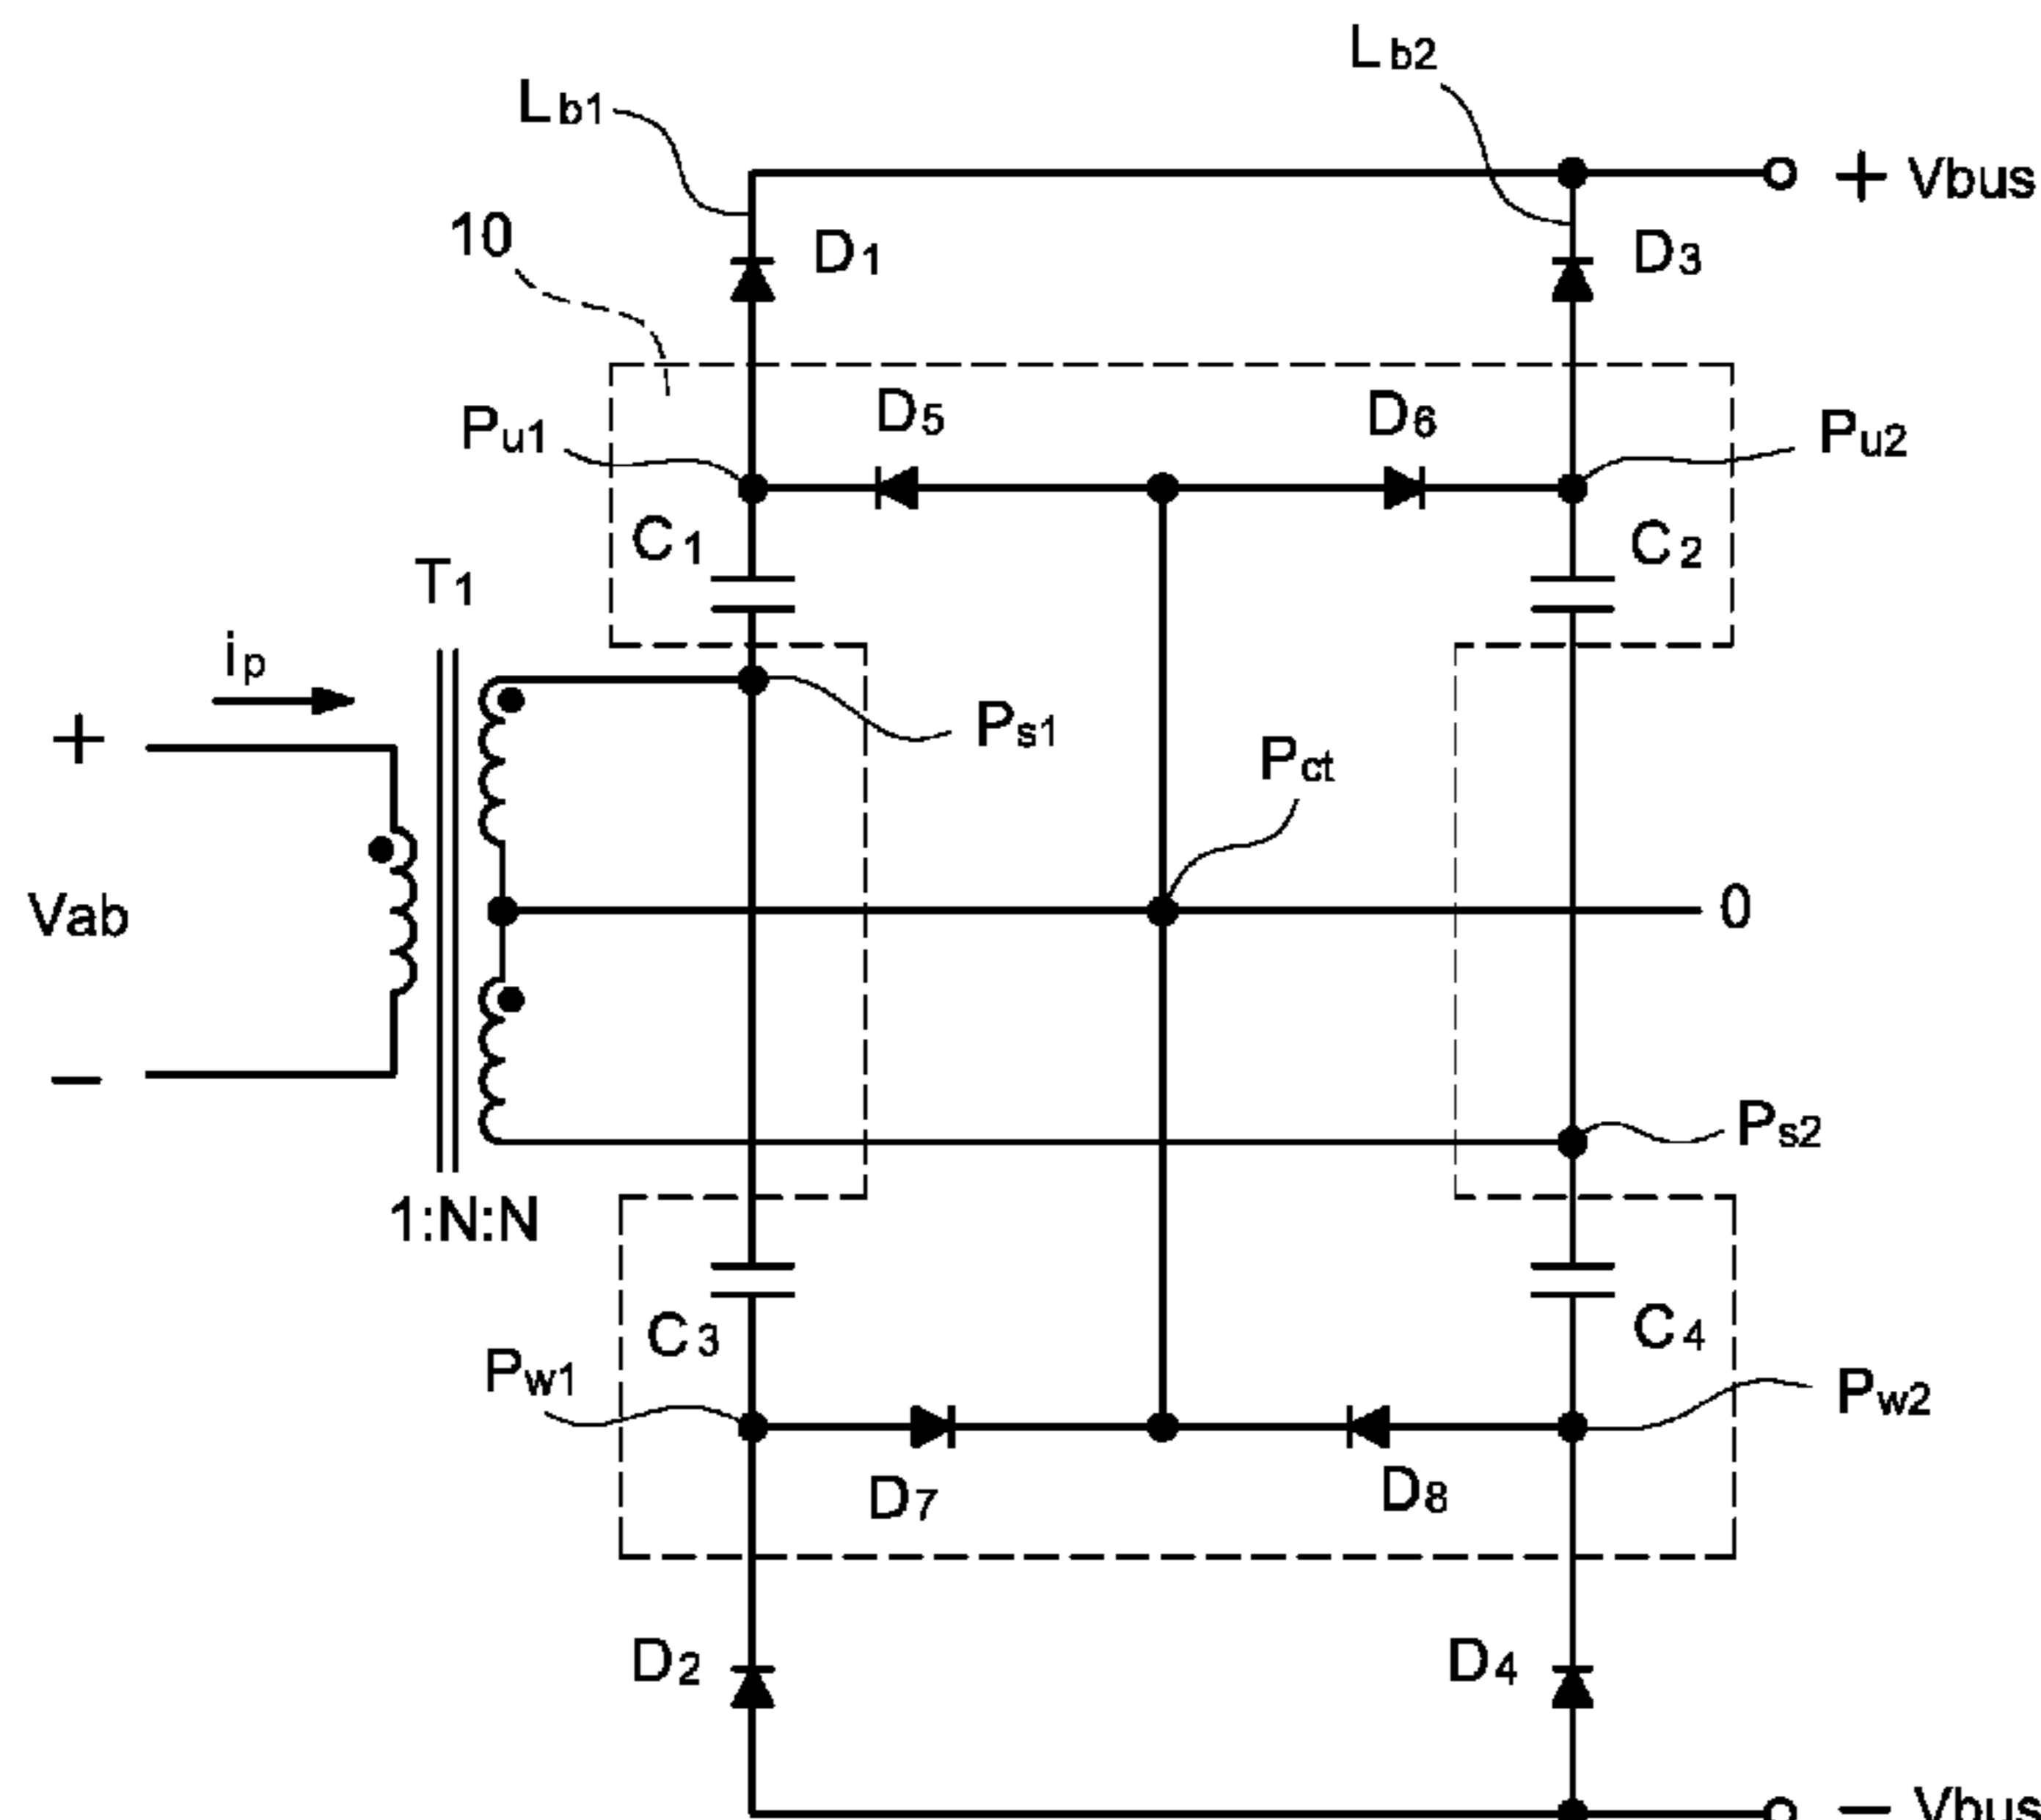 Lb1
Lb2
+ Vbus
10
D1
D3
Pu1
D5
D6
Pu2
C1
C2
T1
ip
+
Ps1
Pct
Vab
0
−
Ps2
1:N:N
C3
C4
Pw1
Pw2
D7
D8
D2
D4
− Vbus